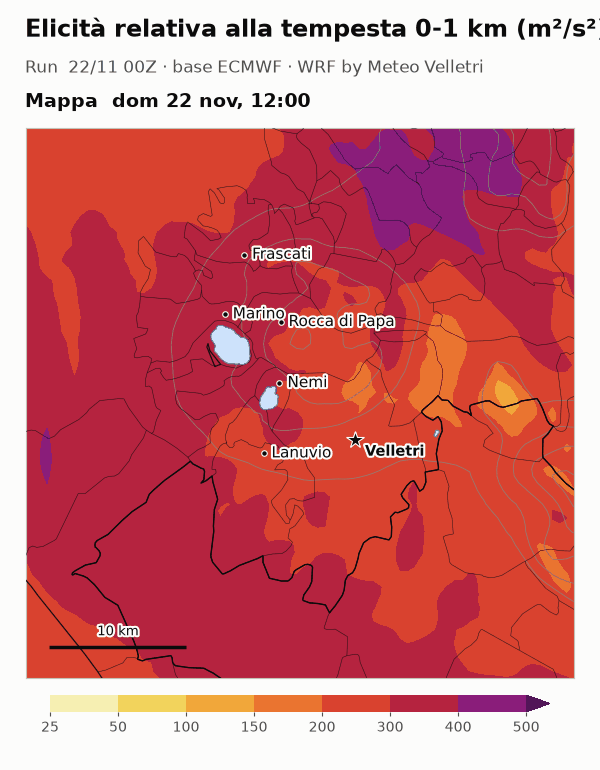 Elicità relativa alla tempesta 0-1 km (m²/s²)
Run  22/11 00Z · base ECMWF · WRF by Meteo Velletri
Mappa  dom 22 nov, 12:00
Frascati
Marino
Rocca di Papa
Nemi
Velletri
Lanuvio
10 km
25 50 100 150 200 300 400 500